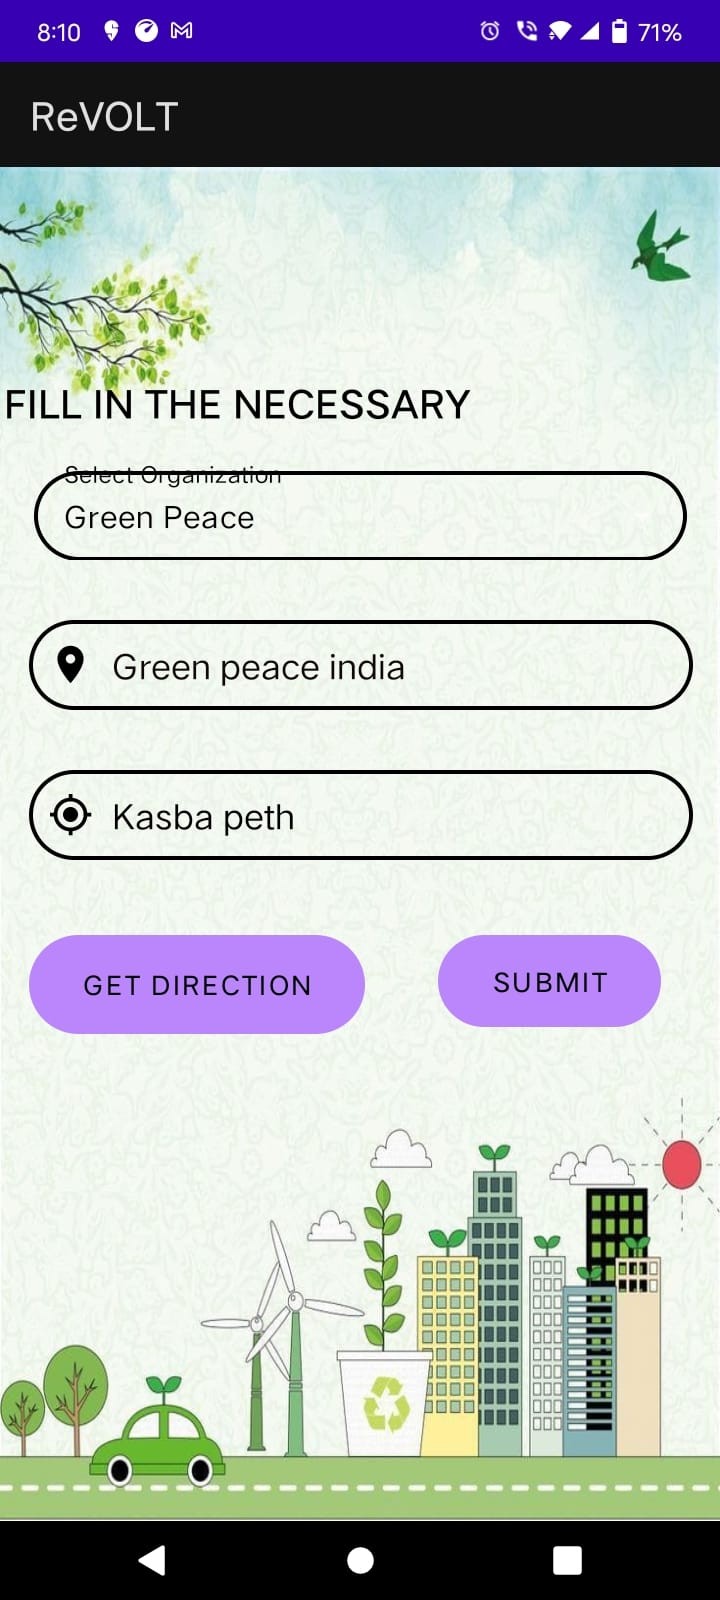 8:10 71%
ReVOLT
FILL IN THE NECESSARY
Select Organization
Green Peace
Green peace india
Kasba peth
GET DIRECTION SUBMIT